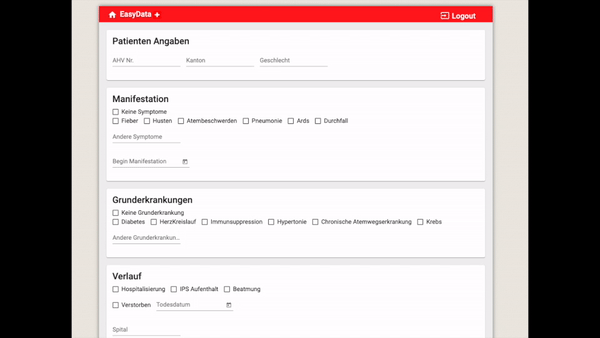 EasyData +
Logout
Patienten Angaben
AHV Nr. Kanton Geschlecht
Manifestation
Keine Symptome
Fieber Husten Atembeschwerden Pneumonie Ards Durchfall
Andere Symptome
Begin Manifestation
Grunderkrankungen
Keine Grunderkrankung
Diabetes HerzKreislauf Immunsuppression Hypertonie Chronische Atemwegserkrankung Krebs
Andere Grunderkrankun...
Verlauf
Hospitalisierung IPS Aufenthalt Beatmung
Verstorben Todesdatum
Spital